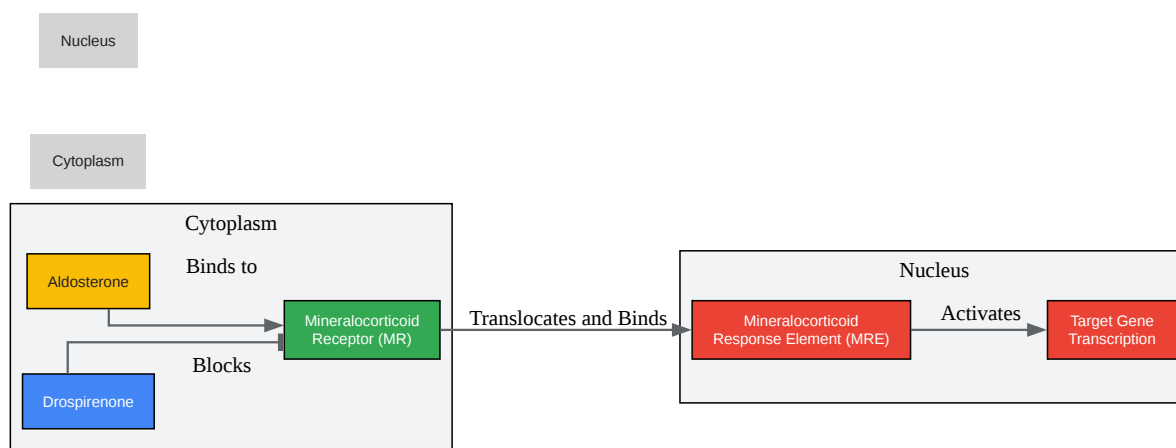 Nucleus
Cytoplasm
Cytoplasm
Aldosterone
Binds to
Mineralocorticoid
Receptor (MR)
Blocks
Drospirenone
Translocates and Binds
Nucleus
Mineralocorticoid
Response Element (MRE)
Activates
Target Gene
Transcription